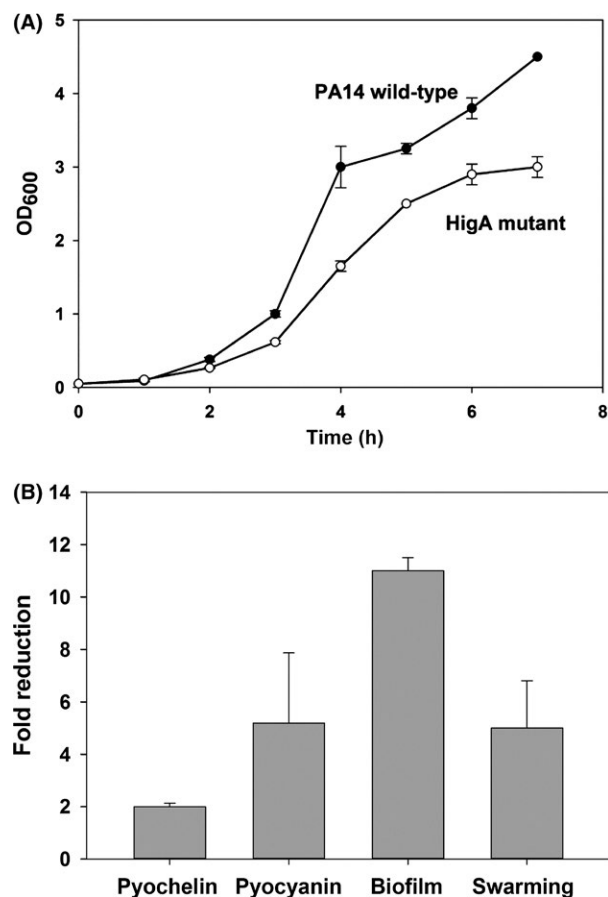 (A)
5
PA14 wild-type
4
3
OD600
HigA mutant
2
1
0
0 2 4 6 8
Time (h)
(B)
14
12
10
8
Fold reduction
6
4
2
0
Pyochelin Pyocyanin Biofilm Swarming